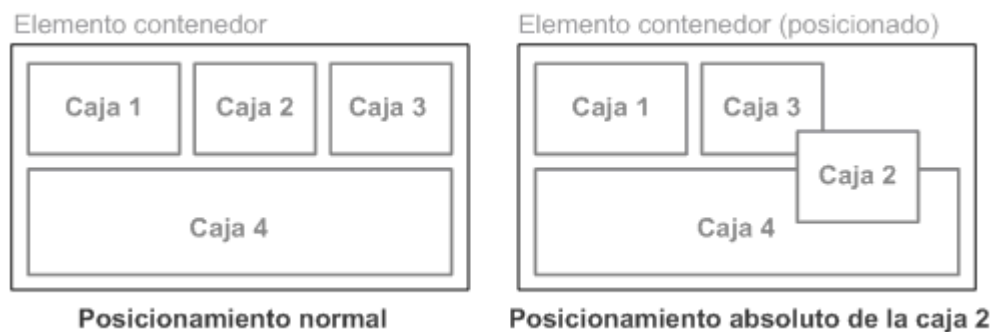 Elemento contenedor
Caja 1
Caja 2
Caja 3
Caja 4
Posicionamiento normal
Elemento contenedor (posicionado)
Caja 1
Caja 3
Caja 2
Caja 4
Posicionamiento absoluto de la caja 2